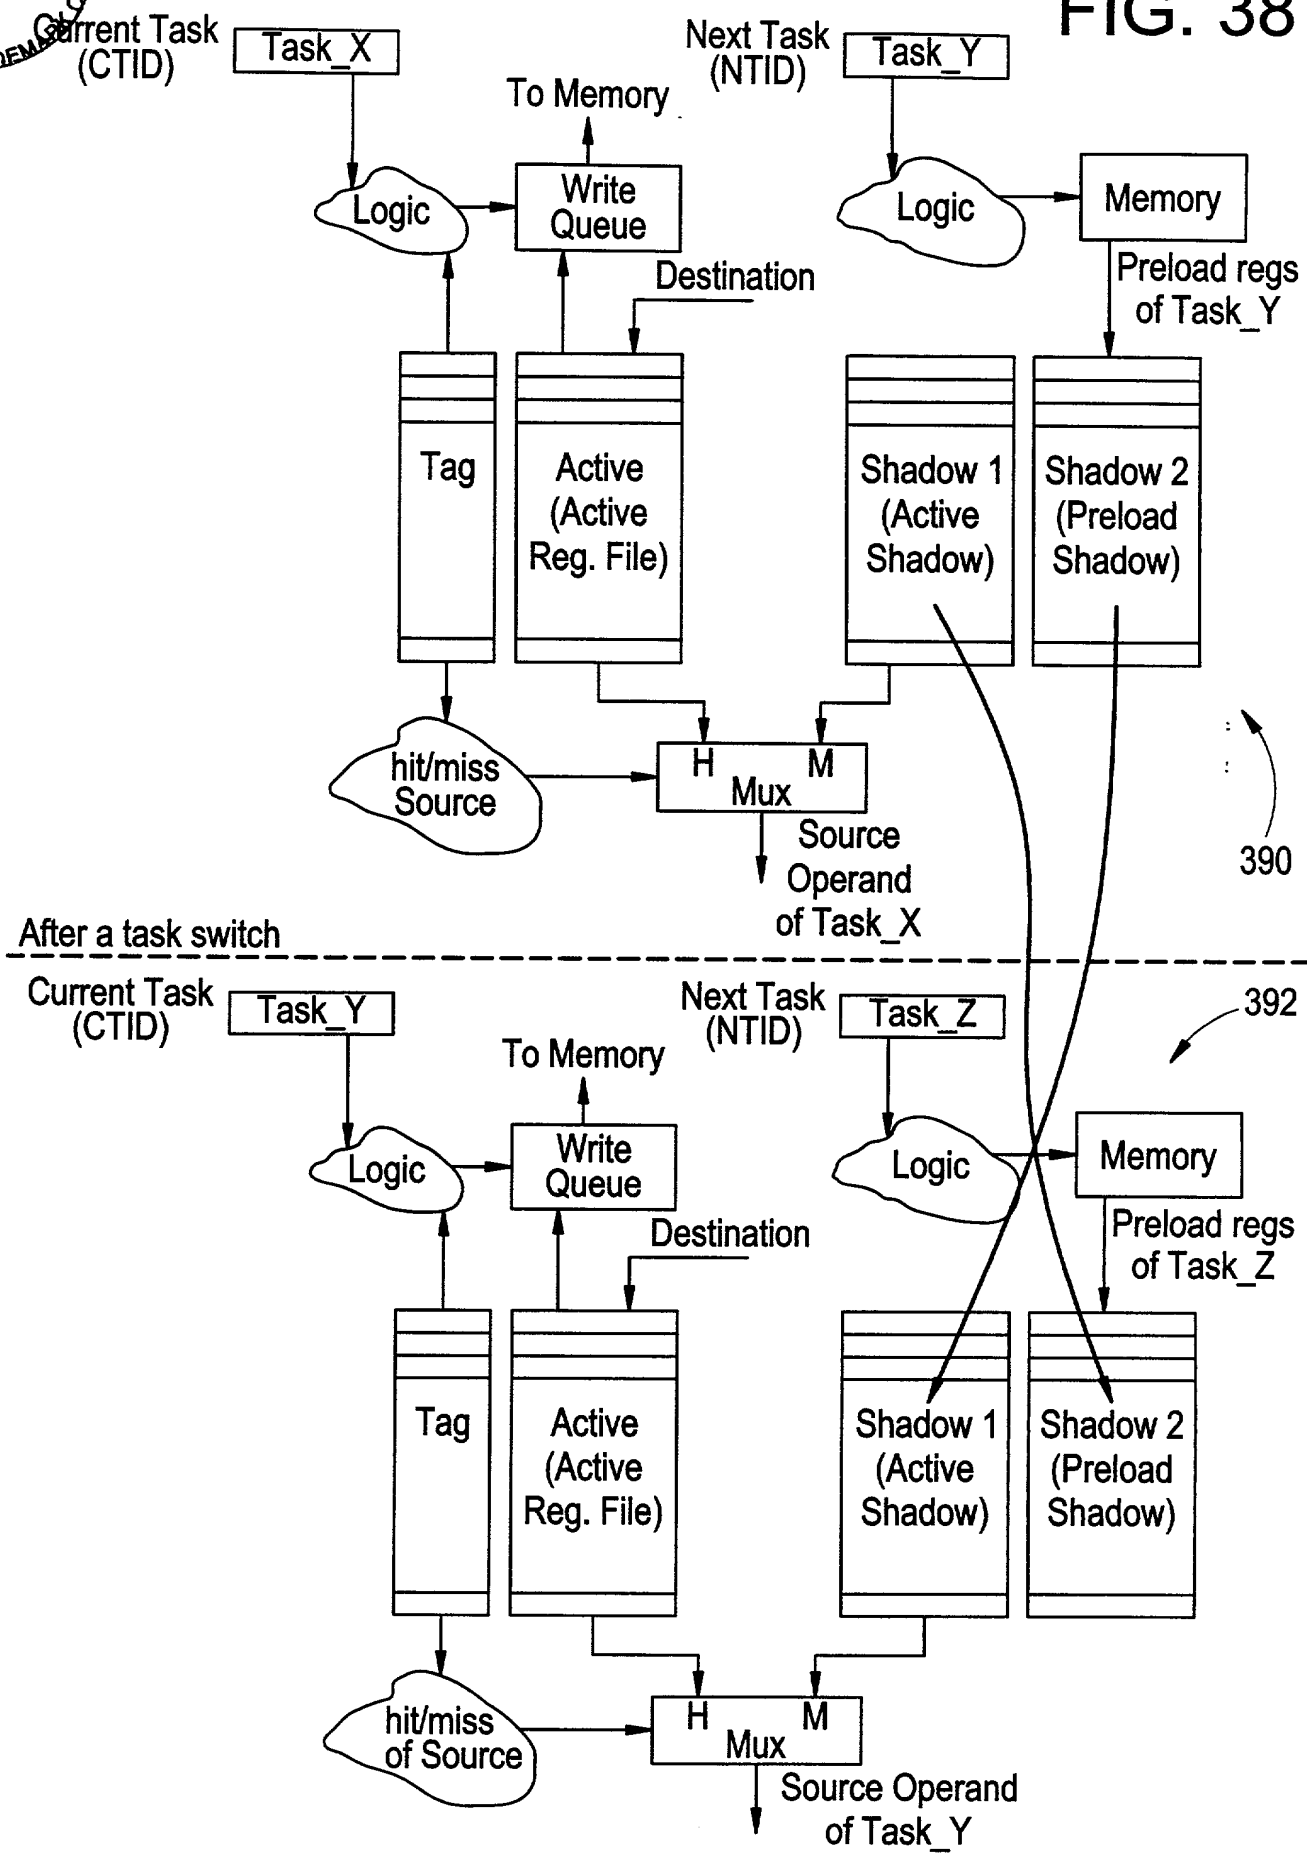 FIG. 38
Current Task
(CTID)
Task_X
Next Task
(NTID)
Task_Y
To Memory
Logic
Write
Queue
Logic
Memory
Destination
Preload regs
of Task_Y
Tag
Active
(Active
Reg. File)
Shadow 1
(Active
Shadow)
Shadow 2
(Preload
Shadow)
hit/miss
Source
H
M
Mux
Source
Operand
of Task_X
390
After a task switch
392
Current Task
(CTID)
Task_Y
Next Task
(NTID)
Task_Z
To Memory
Logic
Write
Queue
Logic
Memory
Destination
Preload regs
of Task_Z
Tag
Active
(Active
Reg. File)
Shadow 1
(Active
Shadow)
Shadow 2
(Preload
Shadow)
hit/miss
of Source
H
M
Mux
Source Operand
of Task_Y